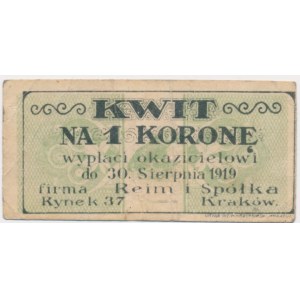 KWIT
NA 1 KORONĘ
wypłaci okazicielowi
do 30. Sierpnia 1919
firma Reim i Spółka
Rynek 37 Kraków.